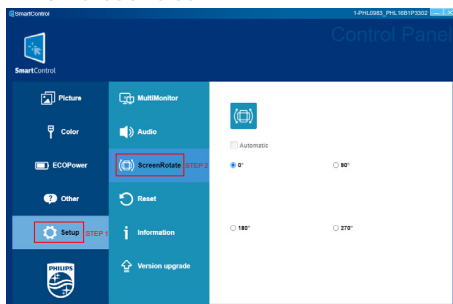 SmartControl
1-PHL0983_PHL 16B1P3302
Control Panel
SmartControl
Picture
MultiMonitor
Color
Audio
Automatic
ECOPower
ScreenRotate STEP 2
0°
90°
Other
Reset
Setup STEP 1
Information
180°
270°
PHILIPS
Version upgrade